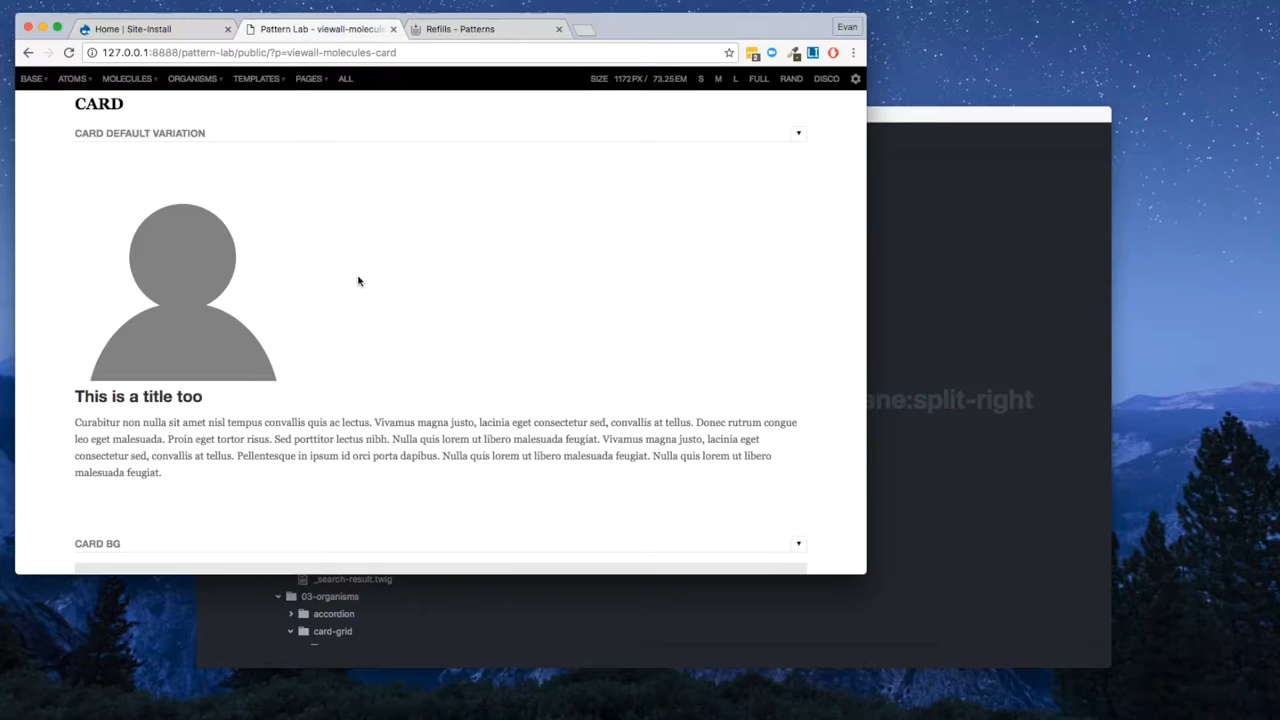 Home | Site-Install
Pattern Lab - viewall-molecule
Refills - Patterns
Evan
127.0.0.1:8888/pattern-lab/public/?p=viewall-molecules-card
BASE ATOMS MOLECULES ORGANISMS TEMPLATES PAGES ALL SIZE 1172PX / 73.25EM S M L FULL RAND DISCO
CARD
CARD DEFAULT VARIATION
This is a title too
Curabitur non nulla sit amet nisl tempus convallis quis ac lectus. Vivamus magna justo, lacinia eget consectetur sed, convallis at tellus. Donec rutrum congue
leo eget malesuada. Proin eget tortor risus. Sed porttitor lectus nibh. Nulla quis lorem ut libero malesuada feugiat. Vivamus magna justo, lacinia eget
consectetur sed, convallis at tellus. Pellentesque in ipsum id orci porta dapibus. Nulla quis lorem ut libero malesuada feugiat. Nulla quis lorem ut libero
malesuada feugiat.
CARD BG
ane:split-right
_search-result.twig
03-organisms
accordion
card-grid